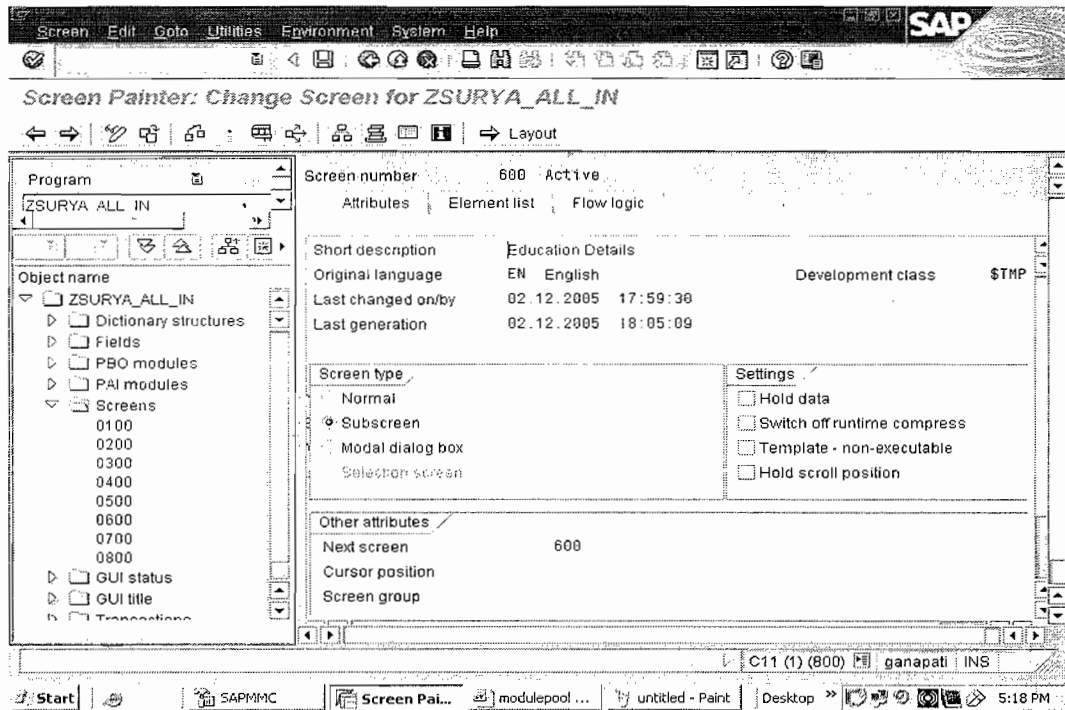 Screen Edit Goto Utilities Environment System Help
SAP
Screen Painter: Change Screen for ZSURYA_ALL_IN
Layout
Program
ZSURYA_ALL_IN
Object name
ZSURYA_ALL_IN
Dictionary structures
Fields
PBO modules
PAI modules
Screens
0100
0200
0300
0400
0500
0600
0700
0800
GUI status
GUI title
Transactions
Screen number 600 Active
Attributes Element list Flow logic
Short description Education Details
Original language EN English Development class $TMP
Last changed on/by 02.12.2005 17:59:30
Last generation 02.12.2005 18:05:09
Screen type
Normal
Subscreen
Modal dialog box
Selection screen
Settings
Hold data
Switch off runtime compress
Template - non-executable
Hold scroll position
Other attributes
Next screen 600
Cursor position
Screen group
C11 (1) (800) ganapati INS
Start SAPMMC Screen Pai... modulepool ... untitled - Paint Desktop » 5:18 PM